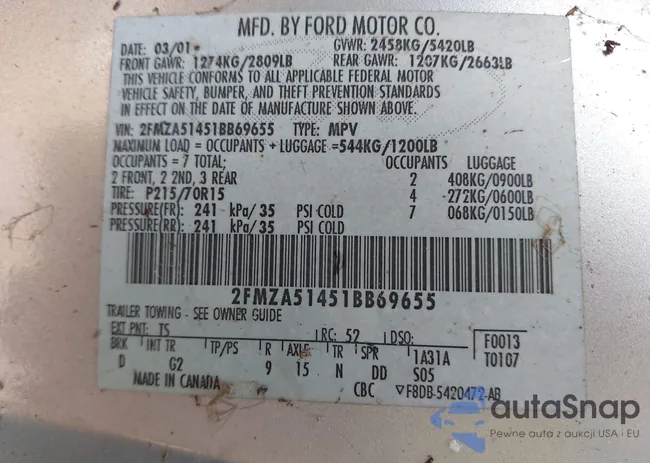 MFD. BY FORD MOTOR CO.
DATE: 03/01 GVWR: 2458KG/5420LB
FRONT GAWR: 1274KG/2809LB REAR GAWR: 1207KG/2663LB
THIS VEHICLE CONFORMS TO ALL APPLICABLE FEDERAL MOTOR
VEHICLE SAFETY, BUMPER, AND THEFT PREVENTION STANDARDS
IN EFFECT ON THE DATE OF MANUFACTURE SHOWN ABOVE.
VIN: 2FMZA51451BB69655 TYPE: MPV
MAXIMUM LOAD = OCCUPANTS + LUGGAGE =544KG/1200LB
OCCUPANTS = 7 TOTAL; OCCUPANTS LUGGAGE
2 FRONT, 2 2ND, 3 REAR 2 408KG/0900LB
TIRE: P215/70R15 4 272KG/0600LB
PRESSURE(FR): 241 kPa/35 PSI COLD 7 068KG/0150LB
PRESSURE(RR): 241 kPa/35 PSI COLD
2FMZA51451BB69655
TRAILER TOWING - SEE OWNER GUIDE
EXT PNT: TS RC: 52 DSO: F0013
BRK INT TR TP/PS R AXLE TR SPR 1A31A T0107
D G2 9 15 N DD S05
MADE IN CANADA CBC ▽F8DB-5420472-AB
autaSnap
Pewne auta z aukcji USA i EU